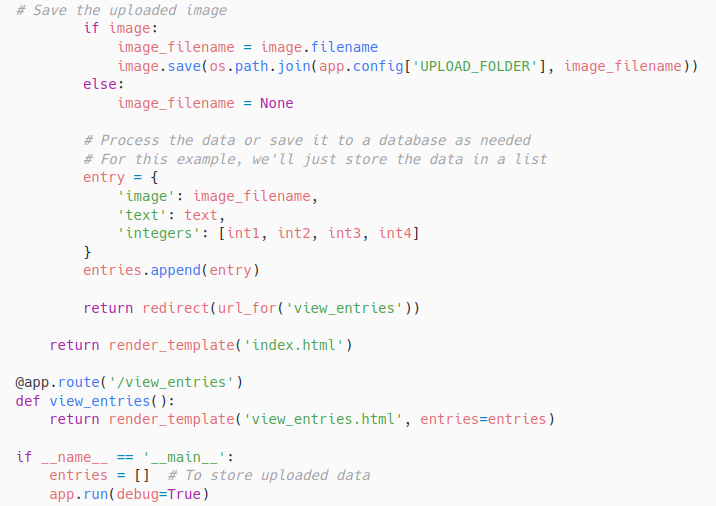 # Save the uploaded image
        if image:
            image_filename = image.filename
            image.save(os.path.join(app.config['UPLOAD_FOLDER'], image_filename))
        else:
            image_filename = None

        # Process the data or save it to a database as needed
        # For this example, we'll just store the data in a list
        entry = {
            'image': image_filename,
            'text': text,
            'integers': [int1, int2, int3, int4]
        }
        entries.append(entry)

        return redirect(url_for('view_entries'))

    return render_template('index.html')

@app.route('/view_entries')
def view_entries():
    return render_template('view_entries.html', entries=entries)

if __name__ == '__main__':
    entries = []  # To store uploaded data
    app.run(debug=True)